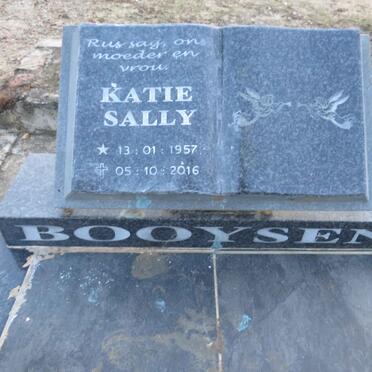 Rus sag, ons
moeder en
vrou.
KATIE
SALLY
13 : 01 : 1957
05 : 10 : 2016
BOOYSEN